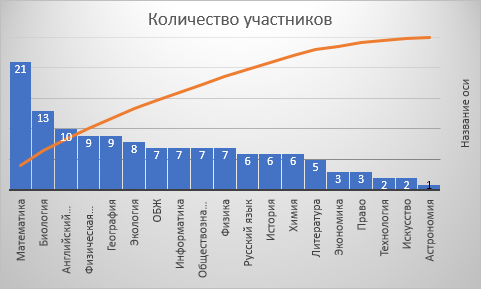 Количество участников
21
13
10
9
9
8
7
7
7
7
6
6
6
5
3
3
2
2
1
Название оси
Математика
Биология
Английский...
Физическая...
География
Экология
ОБЖ
Информатика
Обществозна...
Физика
Русский язык
История
Химия
Литература
Экономика
Право
Технология
Искусство
Астрономия